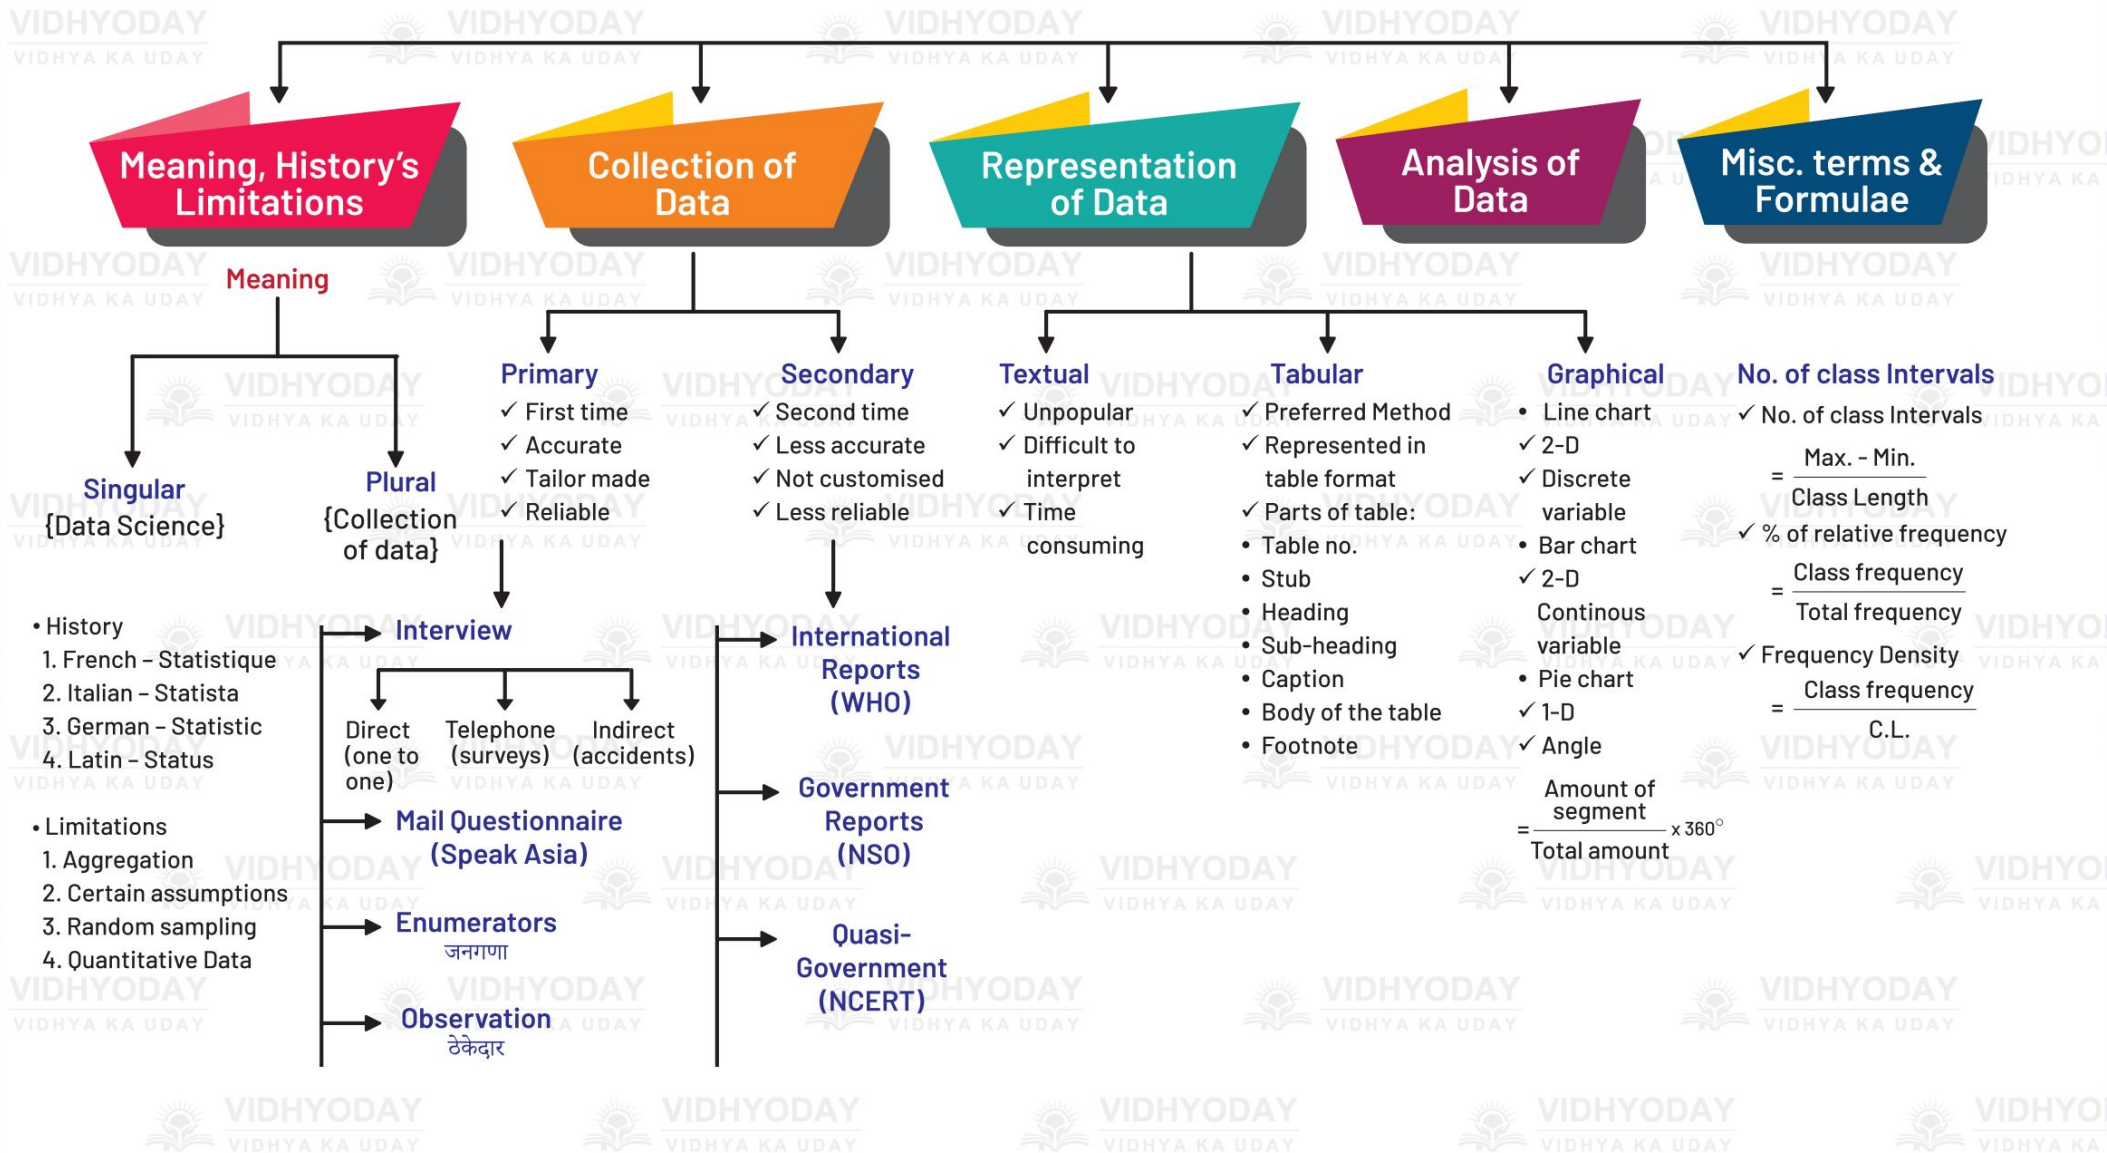 Meaning, History's
Limitations
Collection of
Data
Representation
of Data
Analysis of
Data
Misc. terms &
Formulae
Meaning
Singular
{Data Science}
Plural
{Collection
of data}
• History
1. French – Statistique
2. Italian – Statista
3. German – Statistic
4. Latin – Status
• Limitations
1. Aggregation
2. Certain assumptions
3. Random sampling
4. Quantitative Data
Primary
✓ First time
✓ Accurate
✓ Tailor made
✓ Reliable
Interview
Direct
(one to
one)
Telephone
(surveys)
Indirect
(accidents)
Mail Questionnaire
(Speak Asia)
Enumerators
जनगणा
Observation
ठेकेदार
Secondary
✓ Second time
✓ Less accurate
✓ Not customised
✓ Less reliable
International
Reports
(WHO)
Government
Reports
(NSO)
Quasi-
Government
(NCERT)
Textual
✓ Unpopular
✓ Difficult to
interpret
✓ Time
consuming
Tabular
✓ Preferred Method
✓ Represented in
table format
✓ Parts of table:
• Table no.
• Stub
• Heading
• Sub-heading
• Caption
• Body of the table
• Footnote
Graphical
• Line chart
✓ 2-D
✓ Discrete
variable
• Bar chart
✓ 2-D
Continous
variable
• Pie chart
✓ 1-D
✓ Angle
Amount of
segment
= x 360°
Total amount
No. of class Intervals
✓ No. of class Intervals
Max. - Min.
=
Class Length
✓ % of relative frequency
Class frequency
=
Total frequency
✓ Frequency Density
Class frequency
=
C.L.
VIDHYODAY
VIDHYA KA UDAY